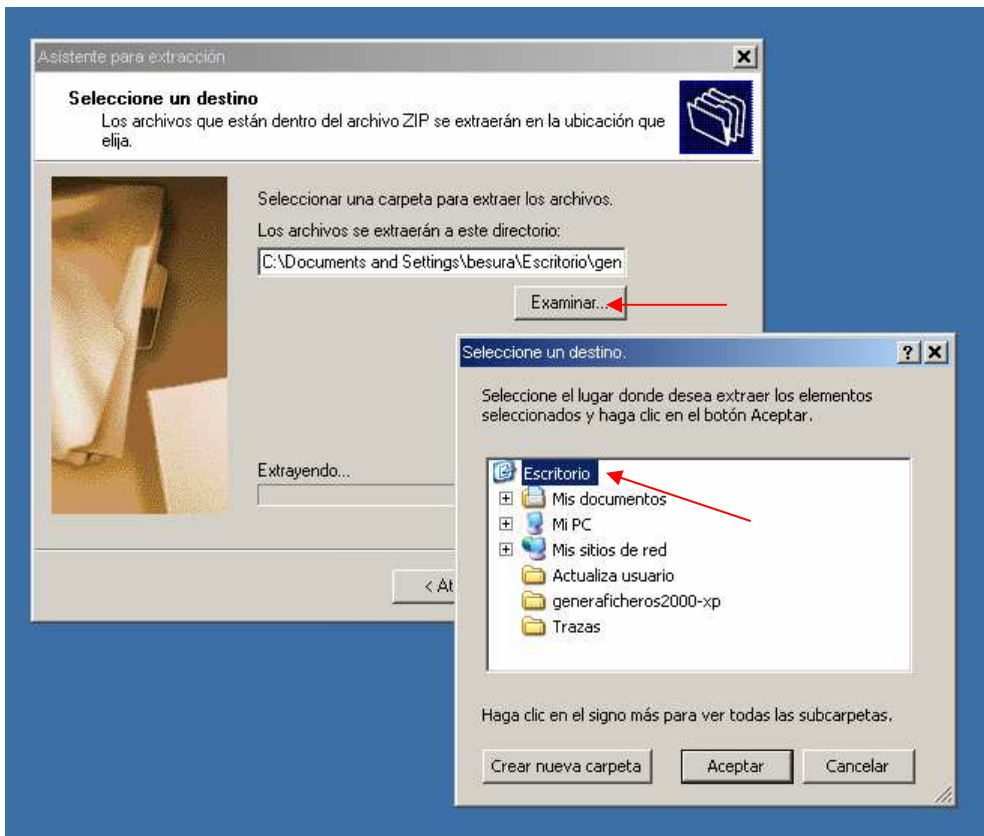 Asistente para extracción
Seleccione un destino
Los archivos que están dentro del archivo ZIP se extraerán en la ubicación que
elija.
Seleccionar una carpeta para extraer los archivos.
Los archivos se extraerán a este directorio:
C:\Documents and Settings\besura\Escritorio\gen
Examinar...
Extrayendo...
< At
Seleccione un destino.
Seleccione el lugar donde desea extraer los elementos
seleccionados y haga clic en el botón Aceptar.
Escritorio
Mis documentos
Mi PC
Mis sitios de red
Actualiza usuario
generaficheros2000-xp
Trazas
Haga clic en el signo más para ver todas las subcarpetas.
Crear nueva carpeta Aceptar Cancelar